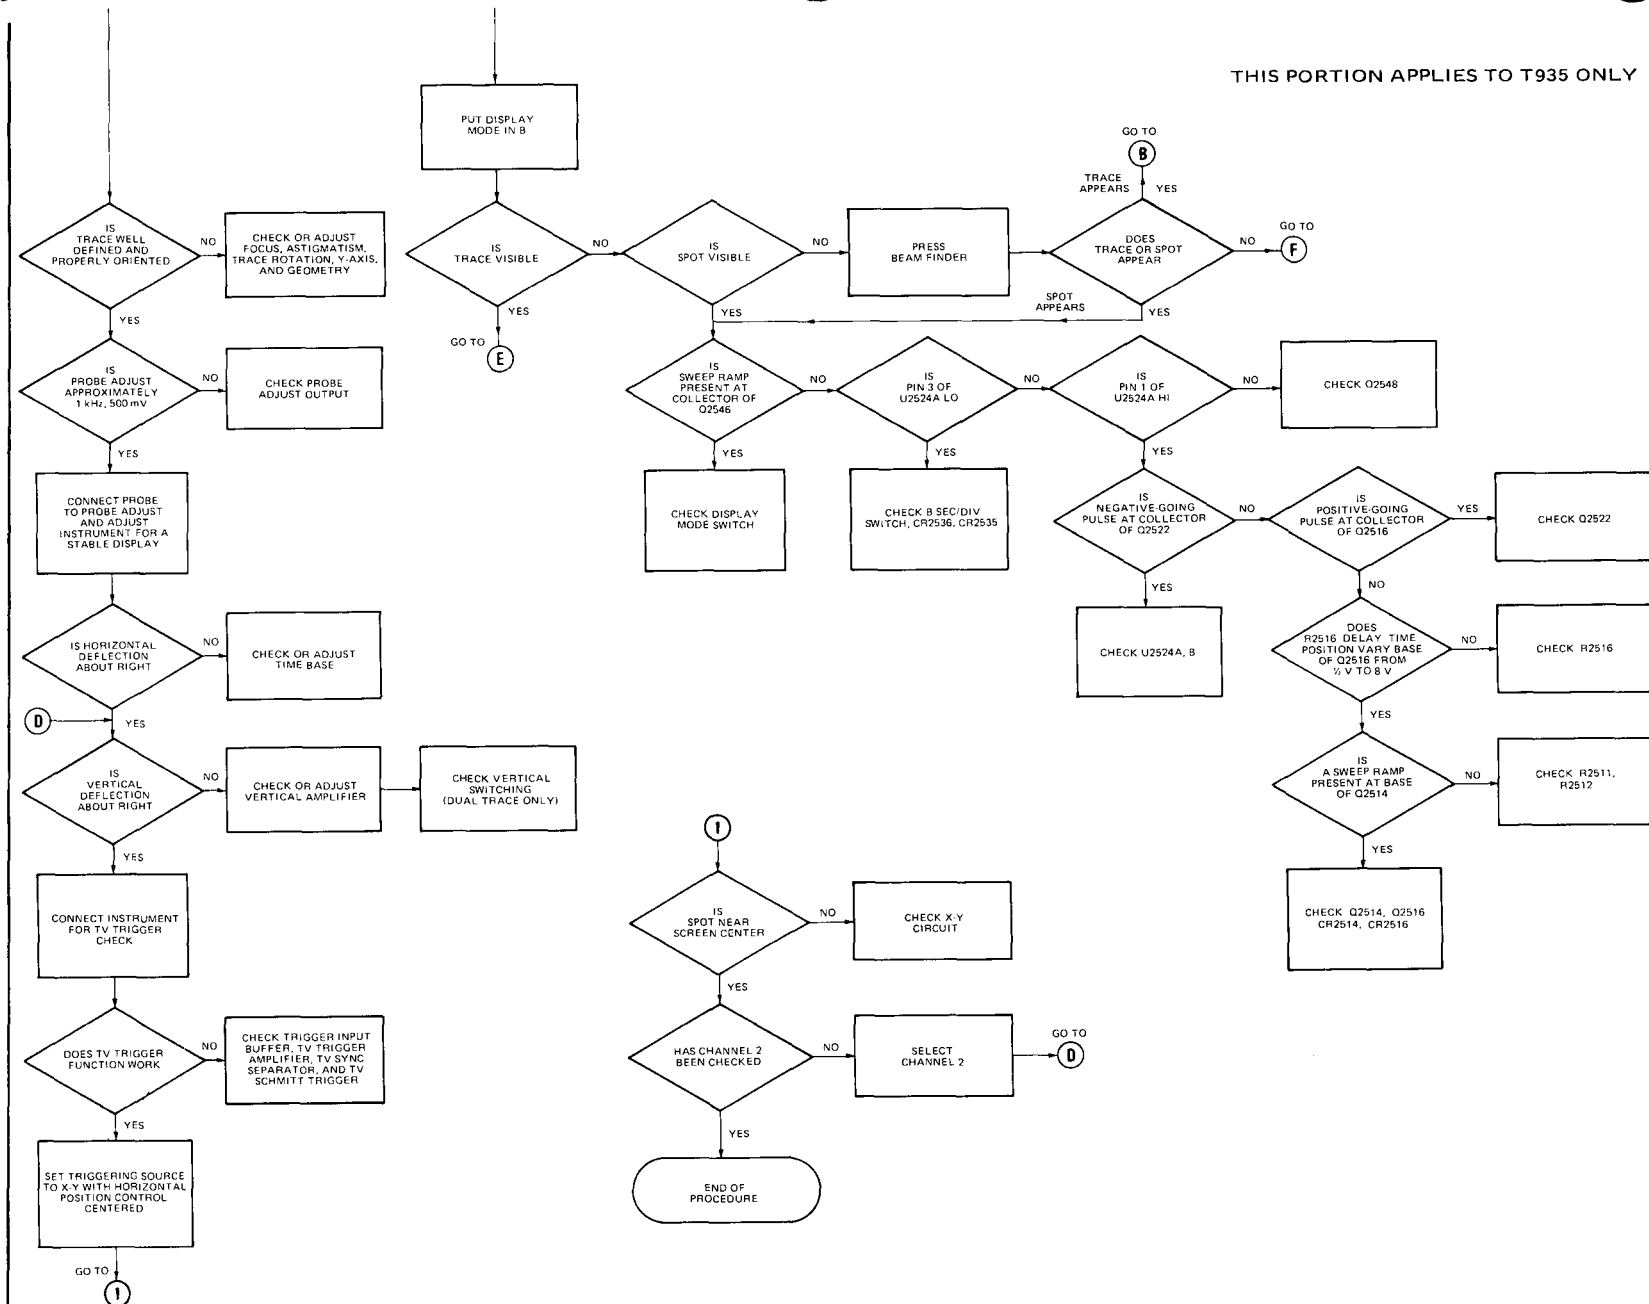 THIS PORTION APPLIES TO T935 ONLY
PUT DISPLAY
MODE IN B
GO TO
B
TRACE
APPEARS
YES
IS
TRACE WELL
DEFINED AND
PROPERLY ORIENTED
NO
CHECK OR ADJUST
FOCUS, ASTIGMATISM,
TRACE ROTATION, Y-AXIS,
AND GEOMETRY
IS
TRACE VISIBLE
NO
IS
SPOT VISIBLE
NO
PRESS
BEAM FINDER
DOES
TRACE OR SPOT
APPEAR
NO
GO TO
F
YES
YES
YES
SPOT
APPEARS
YES
GO TO
E
IS
PROBE ADJUST
APPROXIMATELY
1 kHz, 500 mV
NO
CHECK PROBE
ADJUST OUTPUT
IS
SWEEP RAMP
PRESENT AT
COLLECTOR OF
Q2546
NO
IS
PIN 3 OF
U2524A LO
NO
IS
PIN 1 OF
U2524A HI
NO
CHECK Q2548
YES
YES
YES
YES
CONNECT PROBE
TO PROBE ADJUST
AND ADJUST
INSTRUMENT FOR A
STABLE DISPLAY
CHECK DISPLAY
MODE SWITCH
CHECK B SEC/DIV
SWITCH, CR2536, CR2535
IS
NEGATIVE-GOING
PULSE AT COLLECTOR
OF Q2522
NO
IS
POSITIVE-GOING
PULSE AT COLLECTOR
OF Q2516
YES
CHECK Q2522
YES
NO
IS HORIZONTAL
DEFLECTION
ABOUT RIGHT
NO
CHECK OR ADJUST
TIME BASE
CHECK U2524A, B
DOES
R2516 DELAY TIME
POSITION VARY BASE
OF Q2516 FROM
½ V TO 8 V
NO
CHECK R2516
D
YES
YES
IS
VERTICAL
DEFLECTION
ABOUT RIGHT
NO
CHECK OR ADJUST
VERTICAL AMPLIFIER
CHECK VERTICAL
SWITCHING
(DUAL TRACE ONLY)
IS
A SWEEP RAMP
PRESENT AT BASE
OF Q2514
NO
CHECK R2511,
R2512
YES
YES
CONNECT INSTRUMENT
FOR TV TRIGGER
CHECK
I
IS
SPOT NEAR
SCREEN CENTER
NO
CHECK X-Y
CIRCUIT
CHECK Q2514, Q2516
CR2514, CR2516
YES
DOES TV TRIGGER
FUNCTION WORK
NO
CHECK TRIGGER INPUT
BUFFER, TV TRIGGER
AMPLIFIER, TV SYNC
SEPARATOR, AND TV
SCHMITT TRIGGER
HAS CHANNEL 2
BEEN CHECKED
NO
SELECT
CHANNEL 2
GO TO
D
YES
YES
SET TRIGGERING SOURCE
TO X-Y WITH HORIZONTAL
POSITION CONTROL
CENTERED
END OF
PROCEDURE
GO TO
I